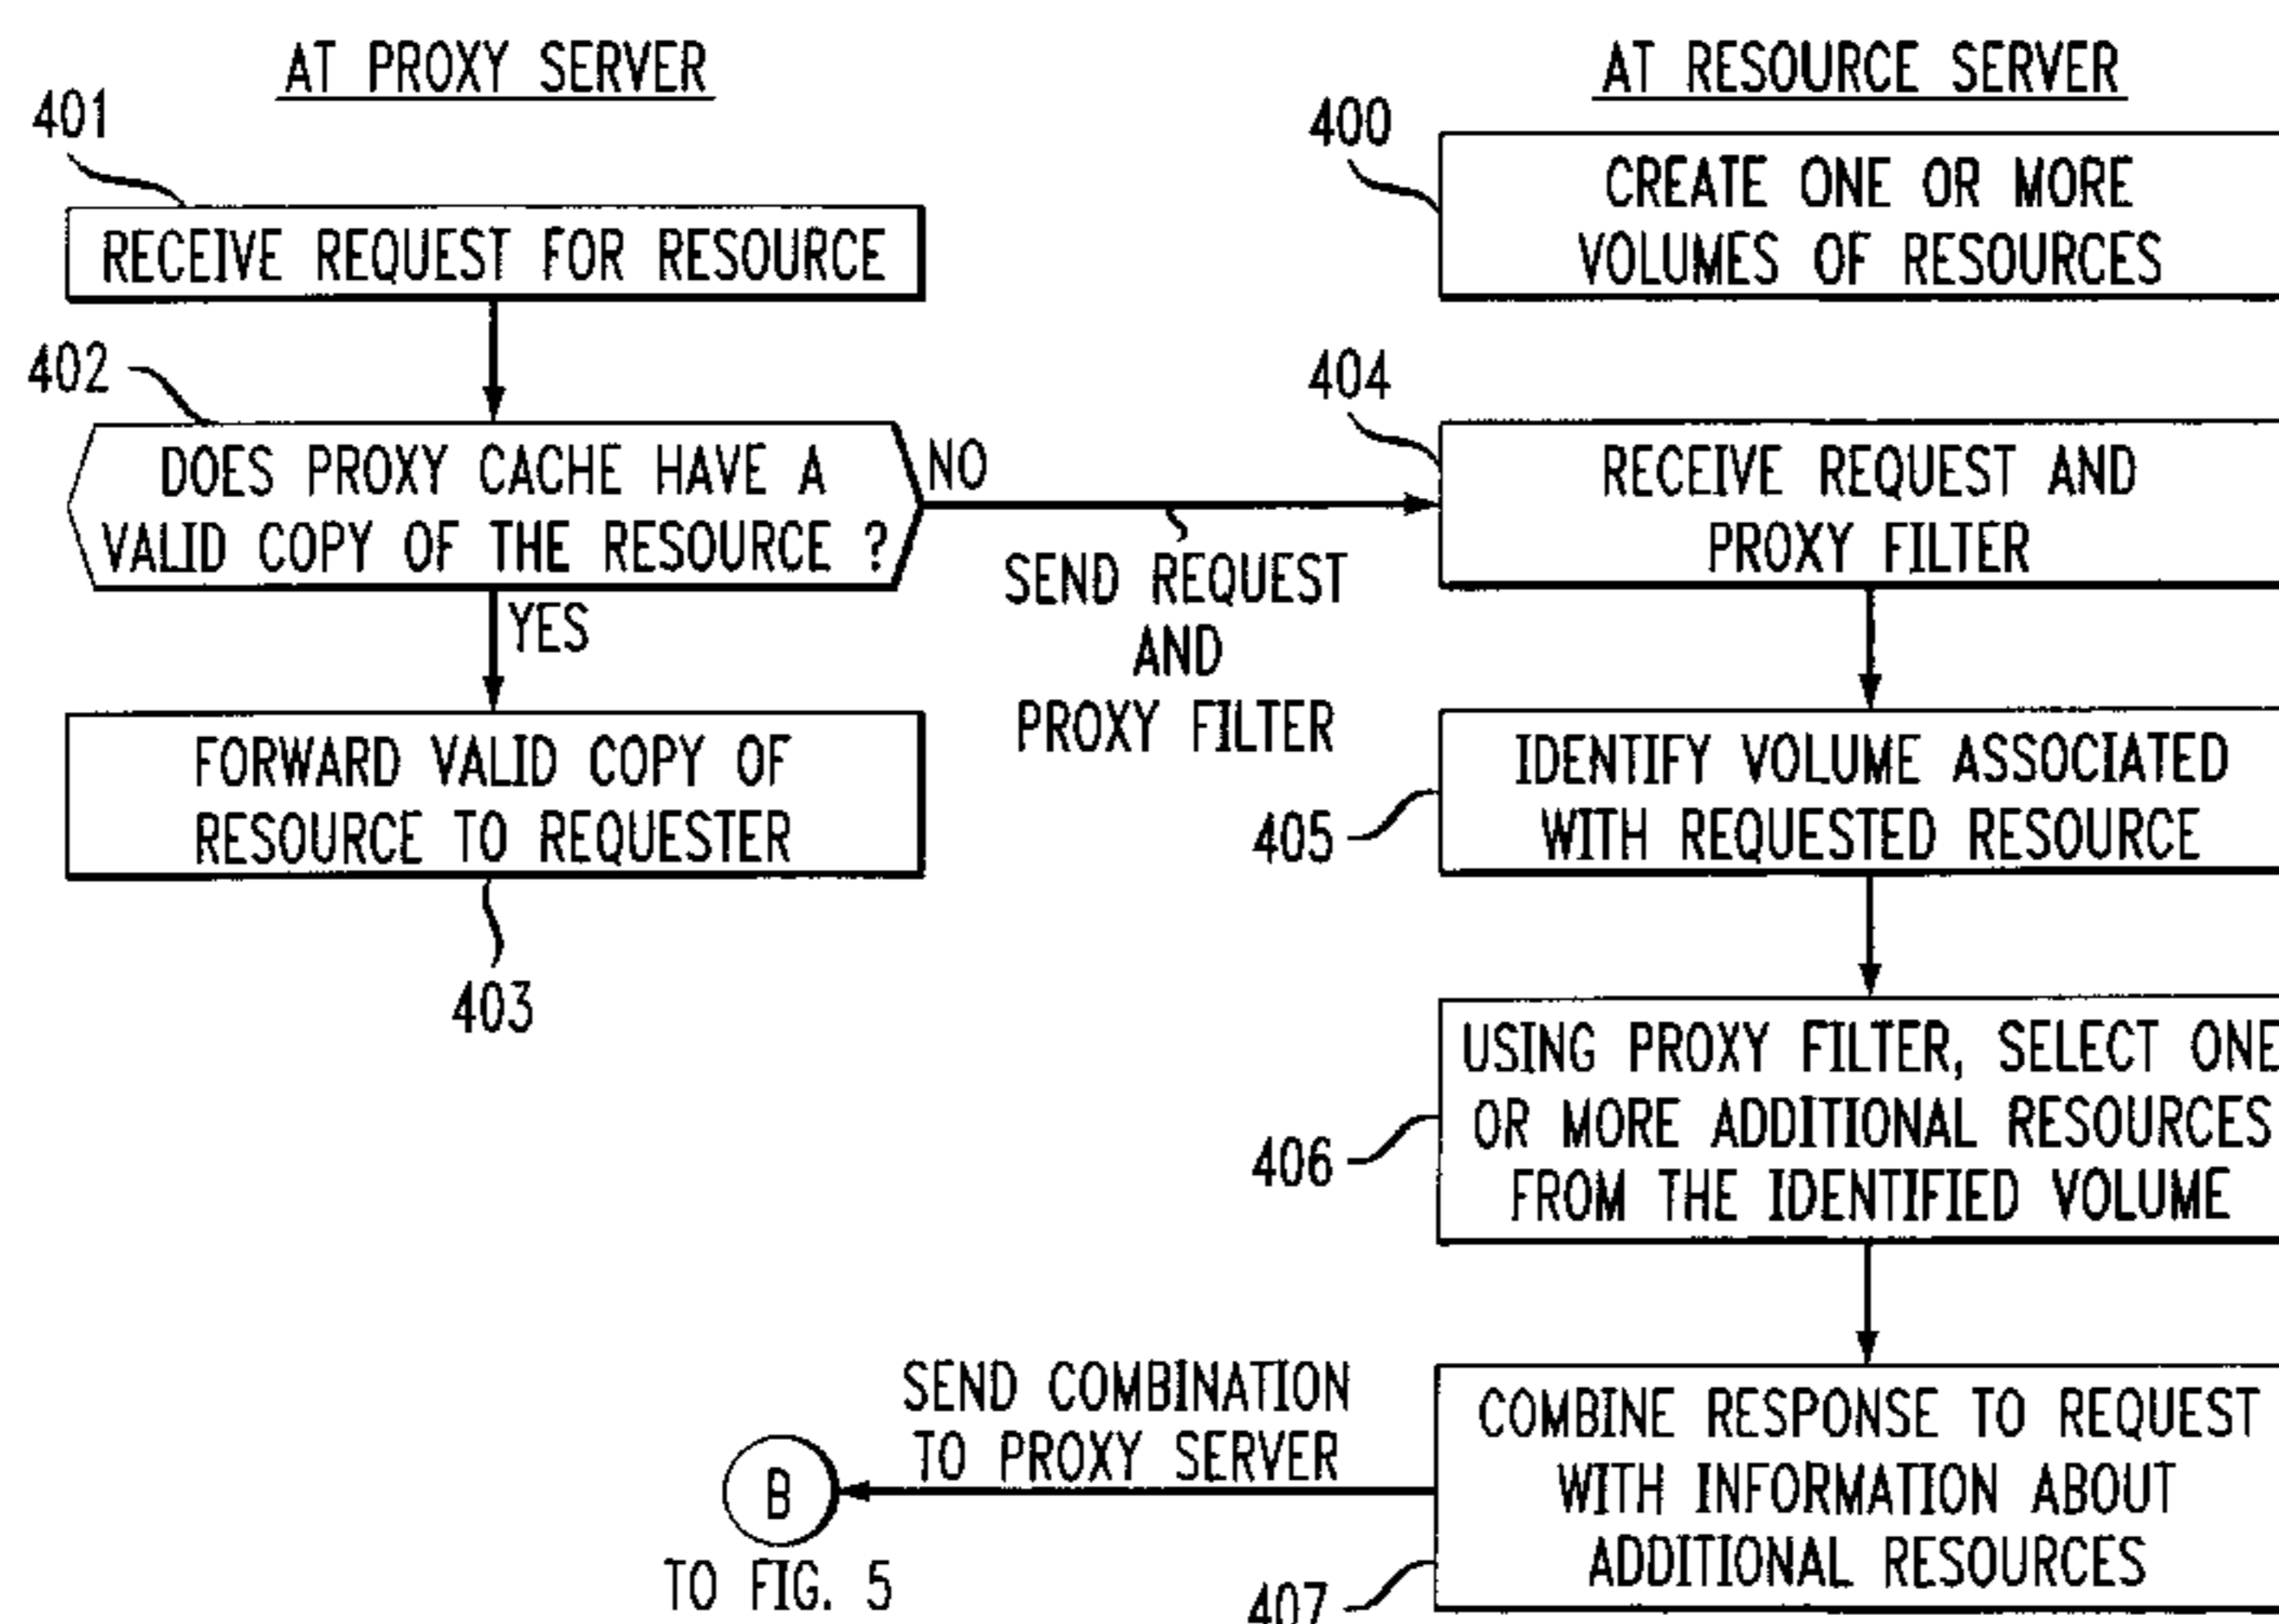 AT PROXY SERVER
401
RECEIVE REQUEST FOR RESOURCE
402
DOES PROXY CACHE HAVE A
VALID COPY OF THE RESOURCE ?
NO
YES
SEND REQUEST
AND
PROXY FILTER
FORWARD VALID COPY OF
RESOURCE TO REQUESTER
403
AT RESOURCE SERVER
400
CREATE ONE OR MORE
VOLUMES OF RESOURCES
404
RECEIVE REQUEST AND
PROXY FILTER
IDENTIFY VOLUME ASSOCIATED
WITH REQUESTED RESOURCE
405
USING PROXY FILTER, SELECT ONE
OR MORE ADDITIONAL RESOURCES
FROM THE IDENTIFIED VOLUME
406
COMBINE RESPONSE TO REQUEST
WITH INFORMATION ABOUT
ADDITIONAL RESOURCES
407
SEND COMBINATION
TO PROXY SERVER
B
TO FIG. 5